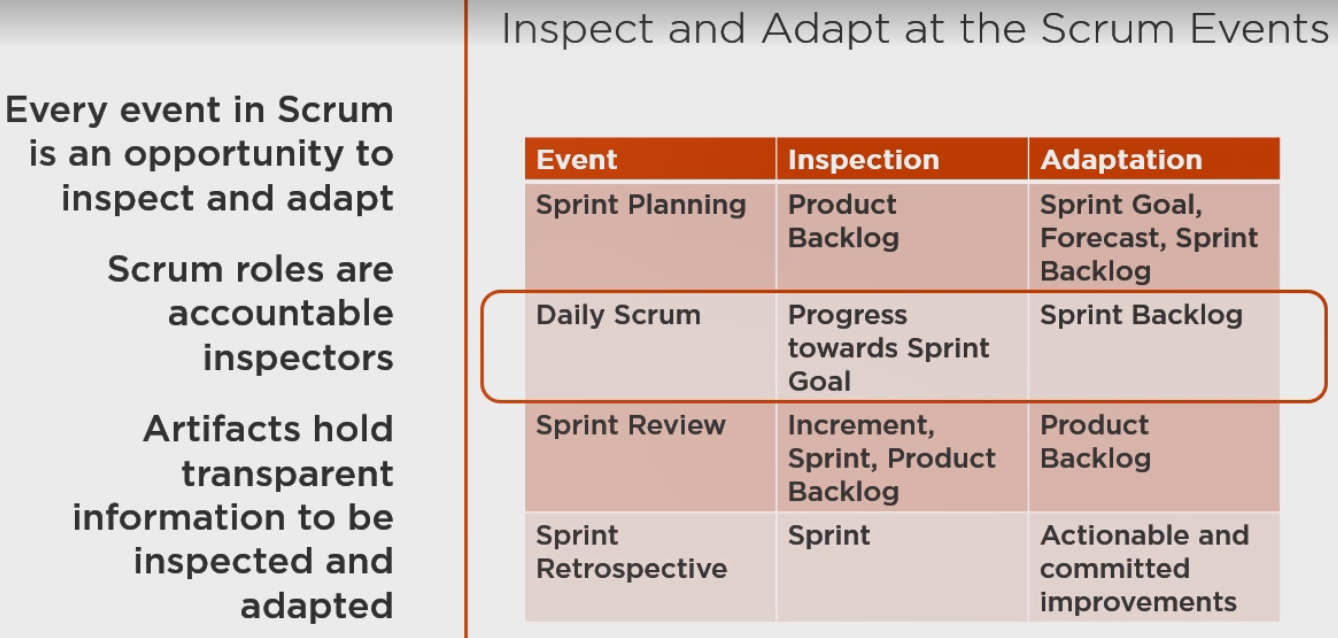 Inspect and Adapt at the Scrum Events
Every event in Scrum
is an opportunity to
inspect and adapt
Scrum roles are
accountable
inspectors
Artifacts hold
transparent
information to be
inspected and
adapted
Event Inspection Adaptation
Sprint Planning Product Sprint Goal,
Backlog Forecast, Sprint
Backlog
Daily Scrum Progress Sprint Backlog
towards Sprint
Goal
Sprint Review Increment, Product
Sprint, Product Backlog
Backlog
Sprint Sprint Actionable and
Retrospective committed
improvements